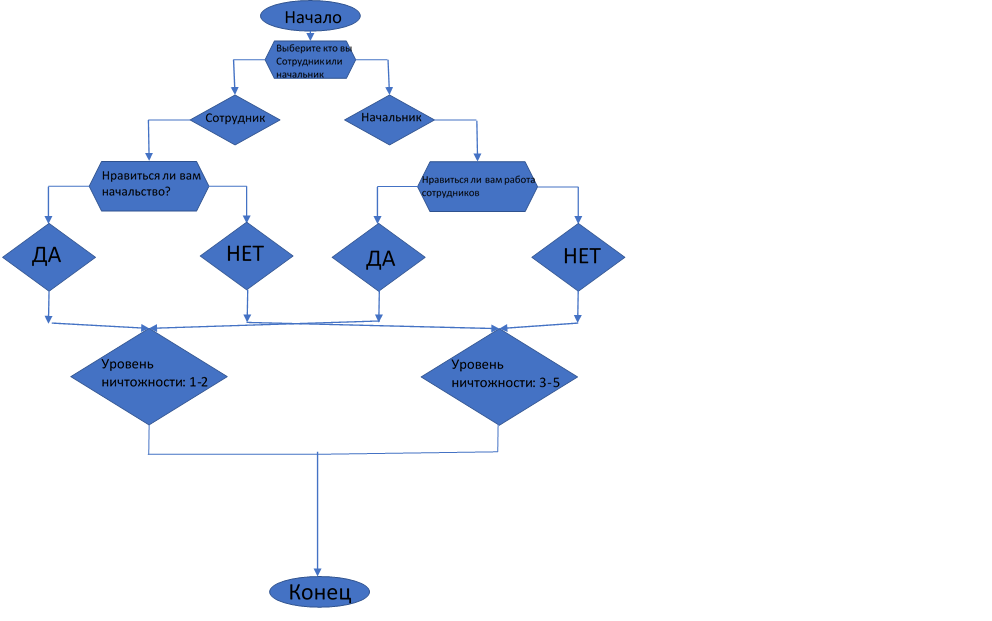 Начало
Выберите кто вы
Сотрудник или
начальник
Сотрудник
Начальник
Нравиться ли вам
начальство?
Нравиться ли вам работа
сотрудников
ДА
НЕТ
ДА
НЕТ
Уровень
ничтожности: 1-2
Уровень
ничтожности: 3-5
Конец